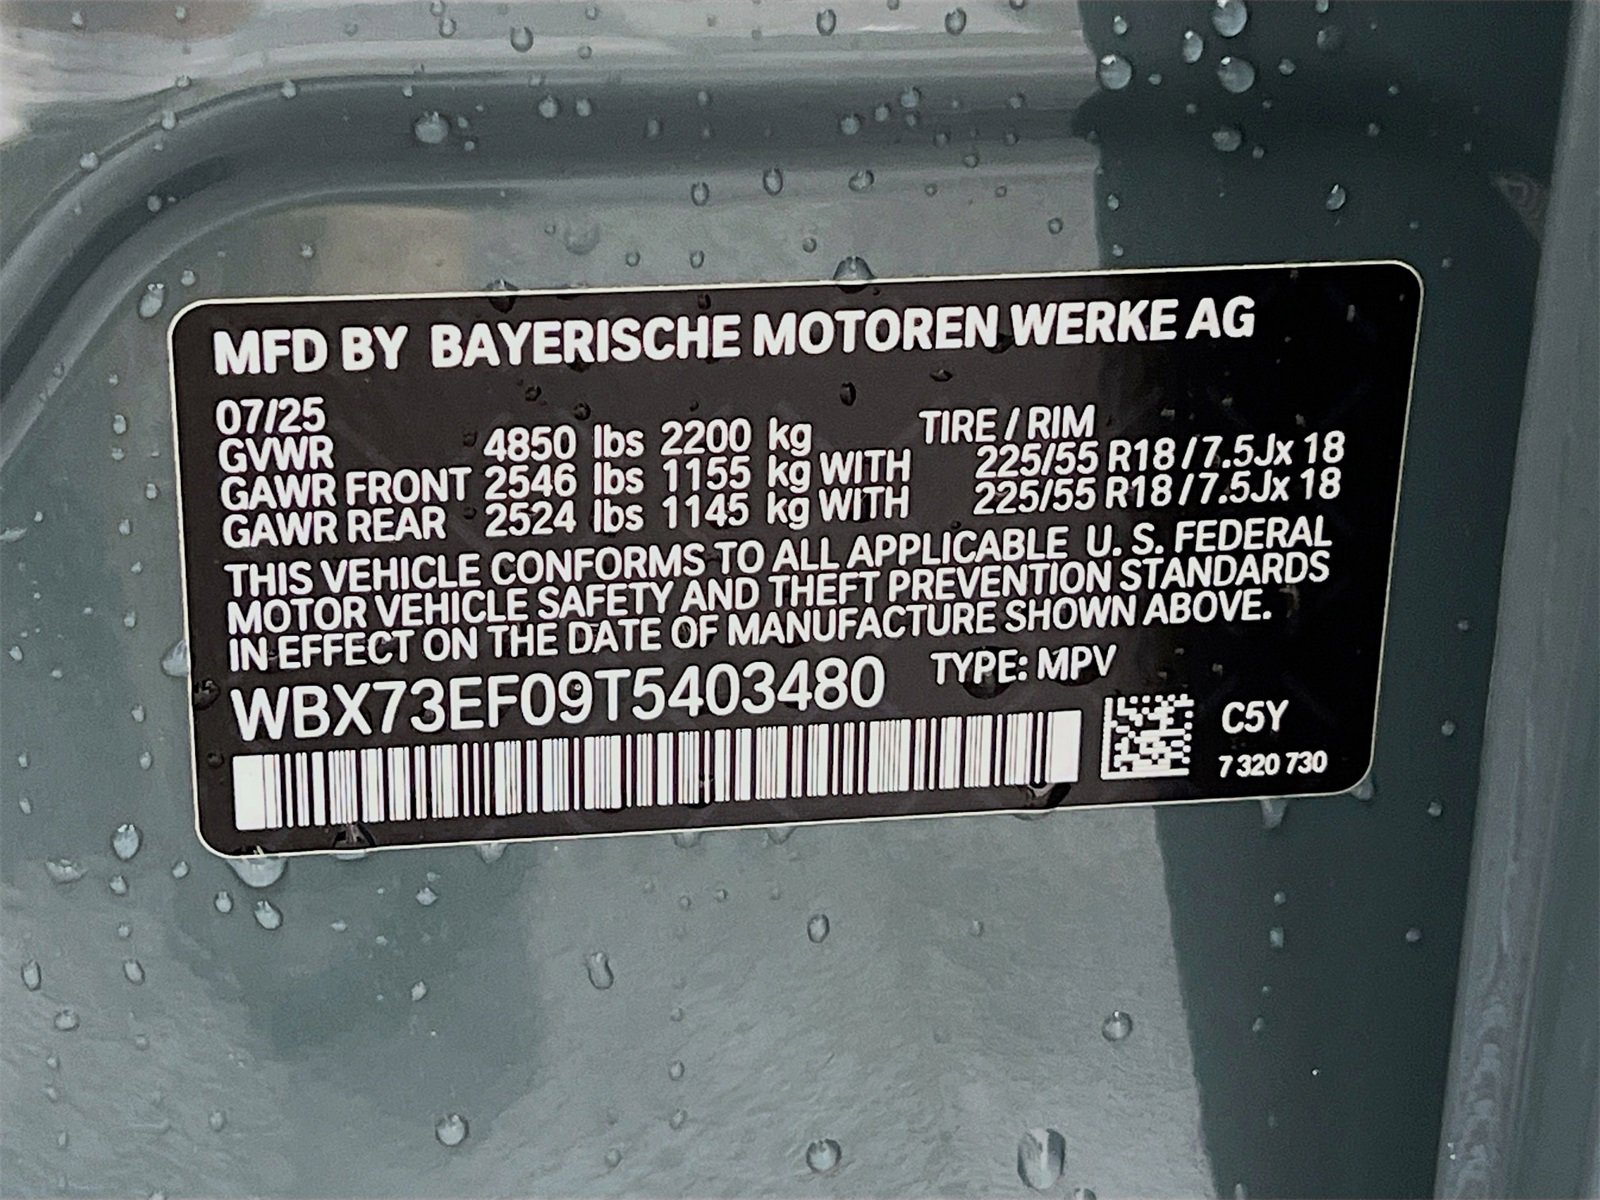 MFD BY BAYERISCHE MOTOREN WERKE AG
07/25
GVWR 4850 lbs 2200 kg TIRE / RIM
GAWR FRONT 2546 lbs 1155 kg WITH 225/55 R18 / 7.5Jx 18
GAWR REAR 2524 lbs 1145 kg WITH 225/55 R18 / 7.5Jx 18
THIS VEHICLE CONFORMS TO ALL APPLICABLE U. S. FEDERAL
MOTOR VEHICLE SAFETY AND THEFT PREVENTION STANDARDS
IN EFFECT ON THE DATE OF MANUFACTURE SHOWN ABOVE.
WBX73EF09T5403480 TYPE: MPV
C5Y
7 320 730